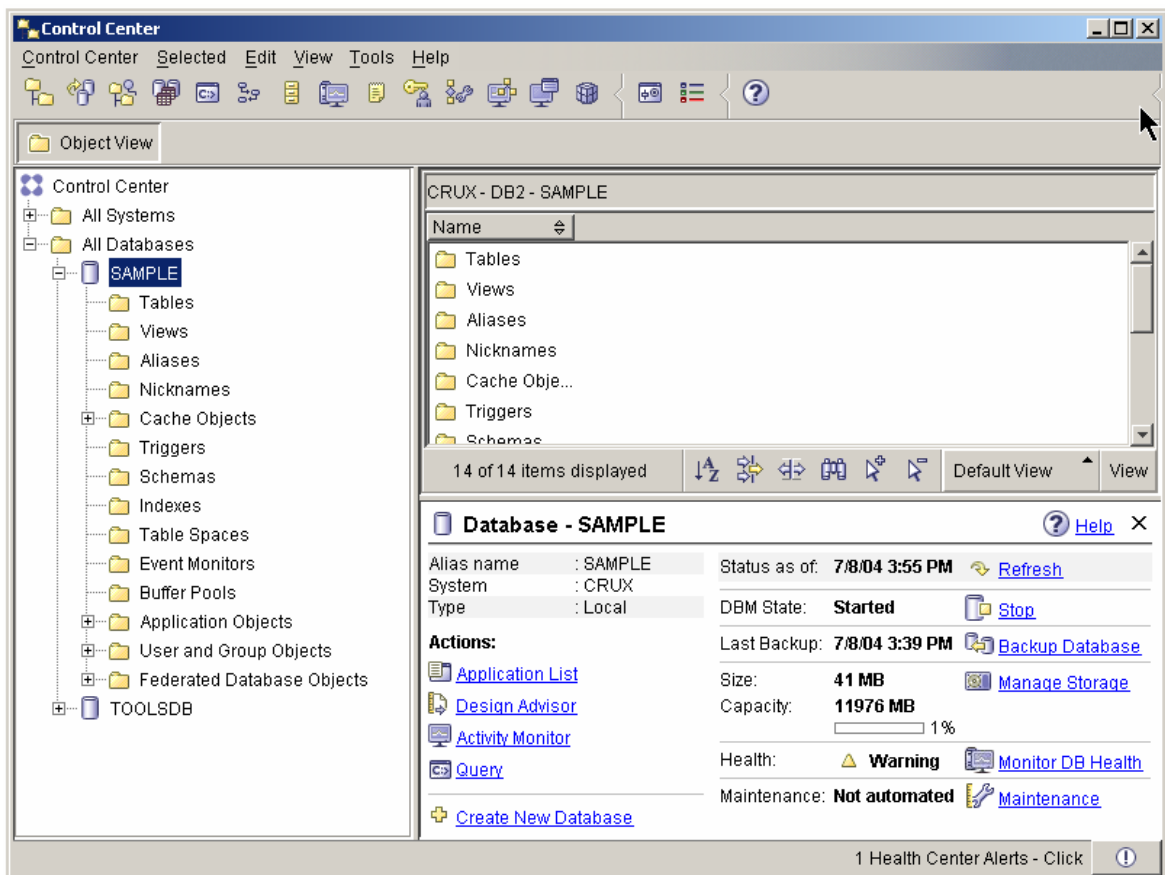 Control Center
Control Center Selected Edit View Tools Help
Object View
Control Center
All Systems
All Databases
SAMPLE
Tables
Views
Aliases
Nicknames
Cache Objects
Triggers
Schemas
Indexes
Table Spaces
Event Monitors
Buffer Pools
Application Objects
User and Group Objects
Federated Database Objects
TOOLSDB
CRUX - DB2 - SAMPLE
Name
Tables
Views
Aliases
Nicknames
Cache Obje...
Triggers
Schemas
14 of 14 items displayed Default View View
Database - SAMPLE Help
Alias name : SAMPLE
System : CRUX
Type : Local
Actions:
Application List
Design Advisor
Activity Monitor
Query
Create New Database
Status as of: 7/8/04 3:55 PM Refresh
DBM State: Started Stop
Last Backup: 7/8/04 3:39 PM Backup Database
Size: 41 MB Manage Storage
Capacity: 11976 MB
1%
Health: Warning Monitor DB Health
Maintenance: Not automated Maintenance
1 Health Center Alerts - Click